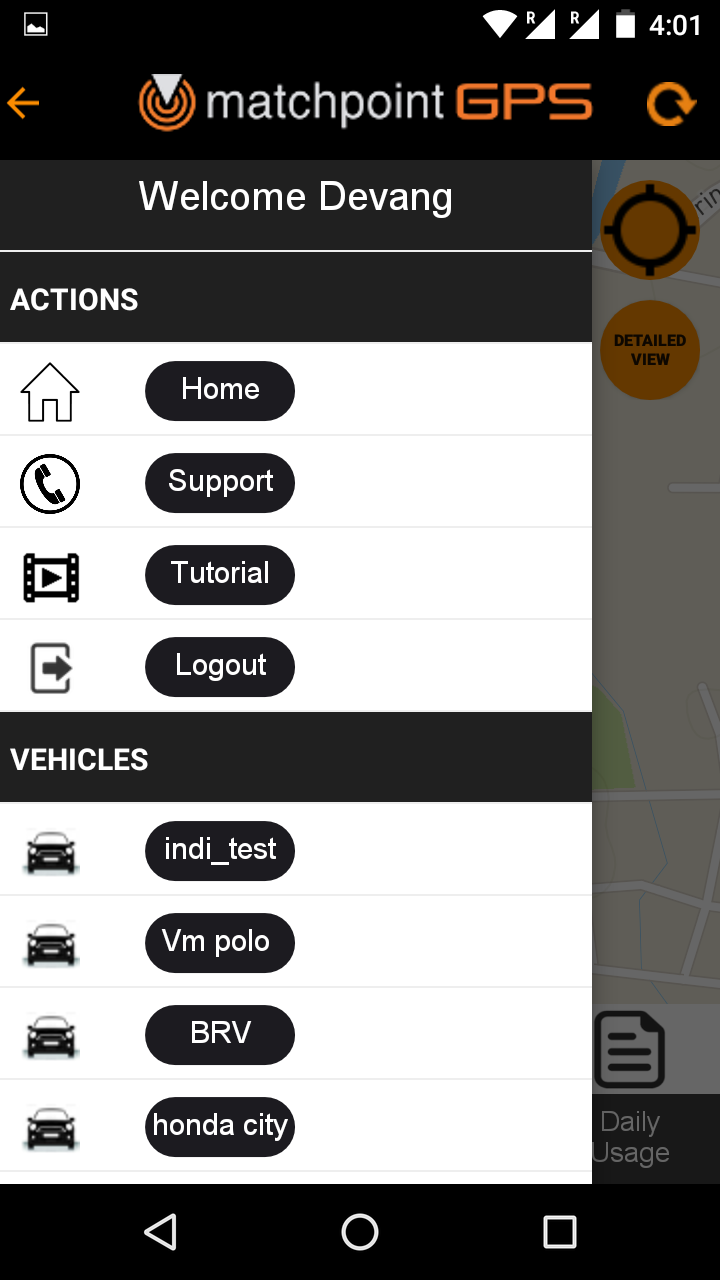 R R 4:01
matchpoint GPS
Welcome Devang
ACTIONS
Home
Support
Tutorial
Logout
VEHICLES
indi_test
Vm polo
BRV
honda city
rin
DETAILED
VIEW
Daily
Usage